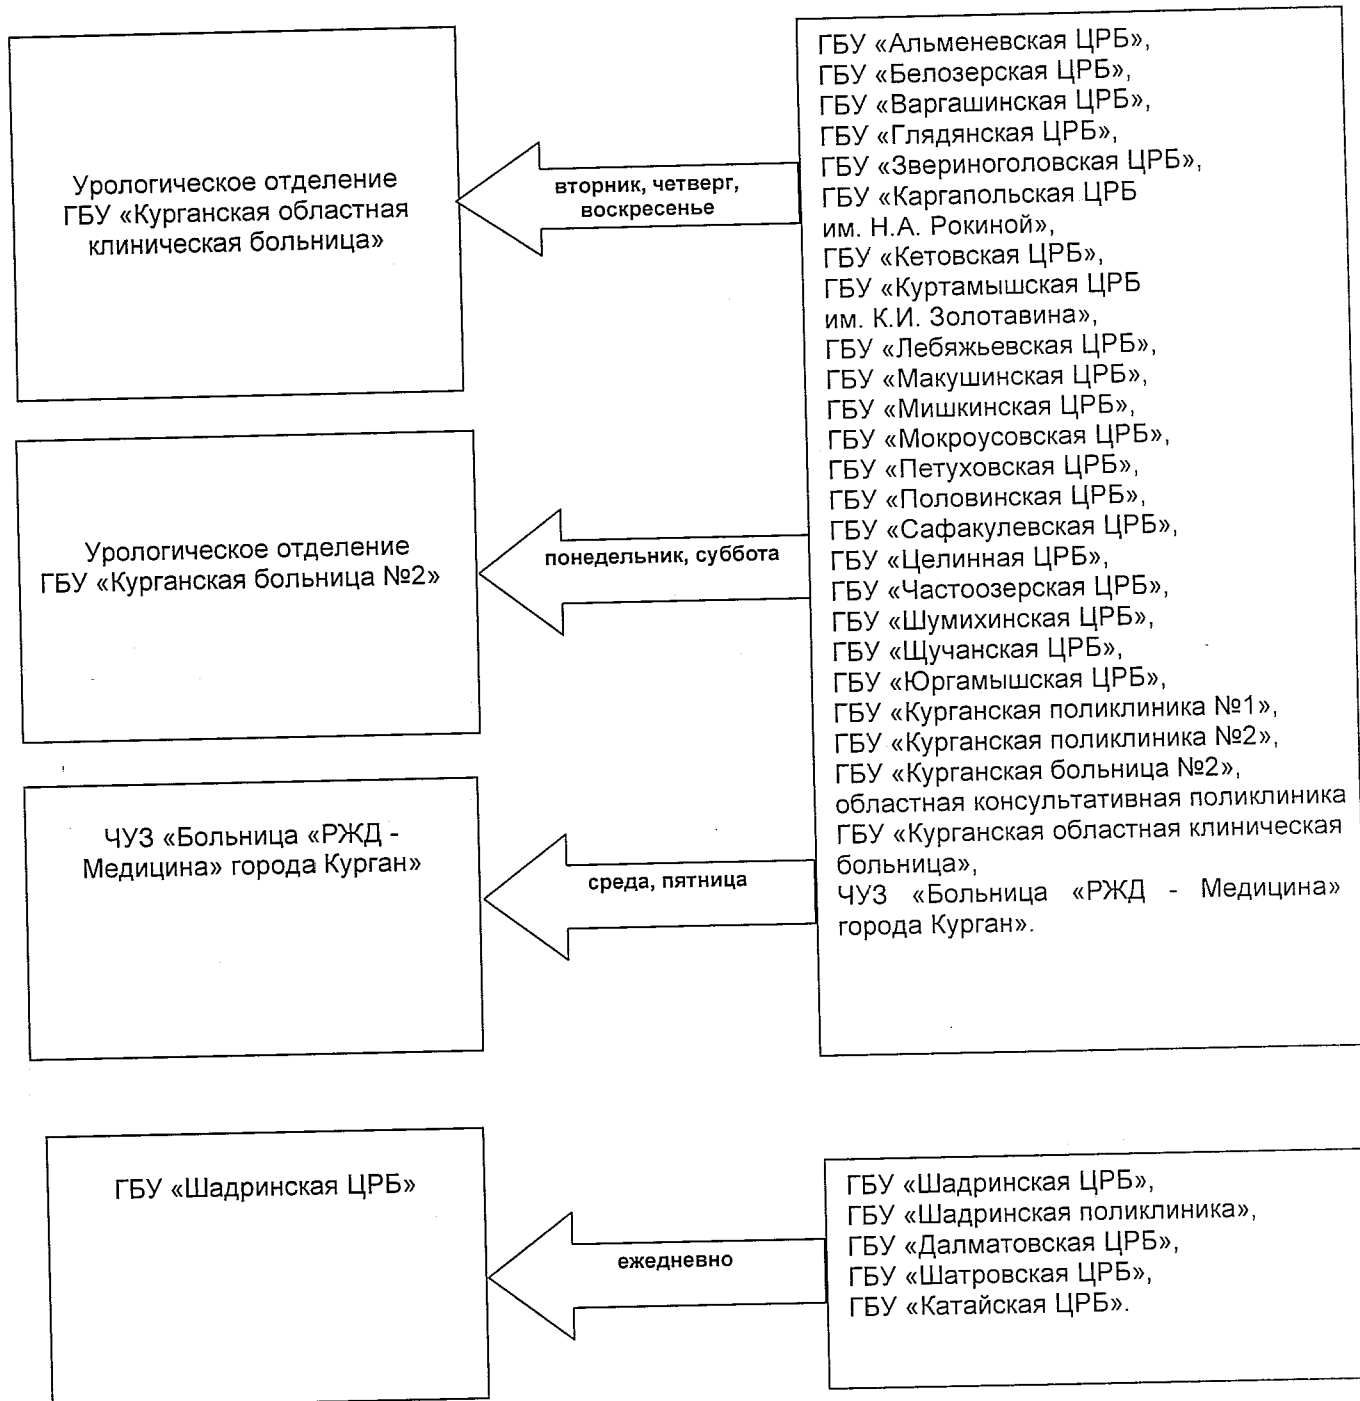 Урологическое отделение
ГБУ «Курганская областная
клиническая больница»
вторник, четверг,
воскресенье
Урологическое отделение
ГБУ «Курганская больница №2»
понедельник, суббота
ЧУЗ «Больница «РЖД -
Медицина» города Курган»
среда, пятница
ГБУ «Альменевская ЦРБ»,
ГБУ «Белозерская ЦРБ»,
ГБУ «Варгашинская ЦРБ»,
ГБУ «Глядянская ЦРБ»,
ГБУ «Звериноголовская ЦРБ»,
ГБУ «Каргапольская ЦРБ
им. Н.А. Рокиной»,
ГБУ «Кетовская ЦРБ»,
ГБУ «Куртамышская ЦРБ
им. К.И. Золотавина»,
ГБУ «Лебяжьевская ЦРБ»,
ГБУ «Макушинская ЦРБ»,
ГБУ «Мишкинская ЦРБ»,
ГБУ «Мокроусовская ЦРБ»,
ГБУ «Петуховская ЦРБ»,
ГБУ «Половинская ЦРБ»,
ГБУ «Сафакулевская ЦРБ»,
ГБУ «Целинная ЦРБ»,
ГБУ «Частоозерская ЦРБ»,
ГБУ «Шумихинская ЦРБ»,
ГБУ «Щучанская ЦРБ»,
ГБУ «Юргамышская ЦРБ»,
ГБУ «Курганская поликлиника №1»,
ГБУ «Курганская поликлиника №2»,
ГБУ «Курганская больница №2»,
областная консультативная поликлиника
ГБУ «Курганская областная клиническая
больница»,
ЧУЗ «Больница «РЖД - Медицина»
города Курган».
ГБУ «Шадринская ЦРБ»
ежедневно
ГБУ «Шадринская ЦРБ»,
ГБУ «Шадринская поликлиника»,
ГБУ «Далматовская ЦРБ»,
ГБУ «Шатровская ЦРБ»,
ГБУ «Катайская ЦРБ».